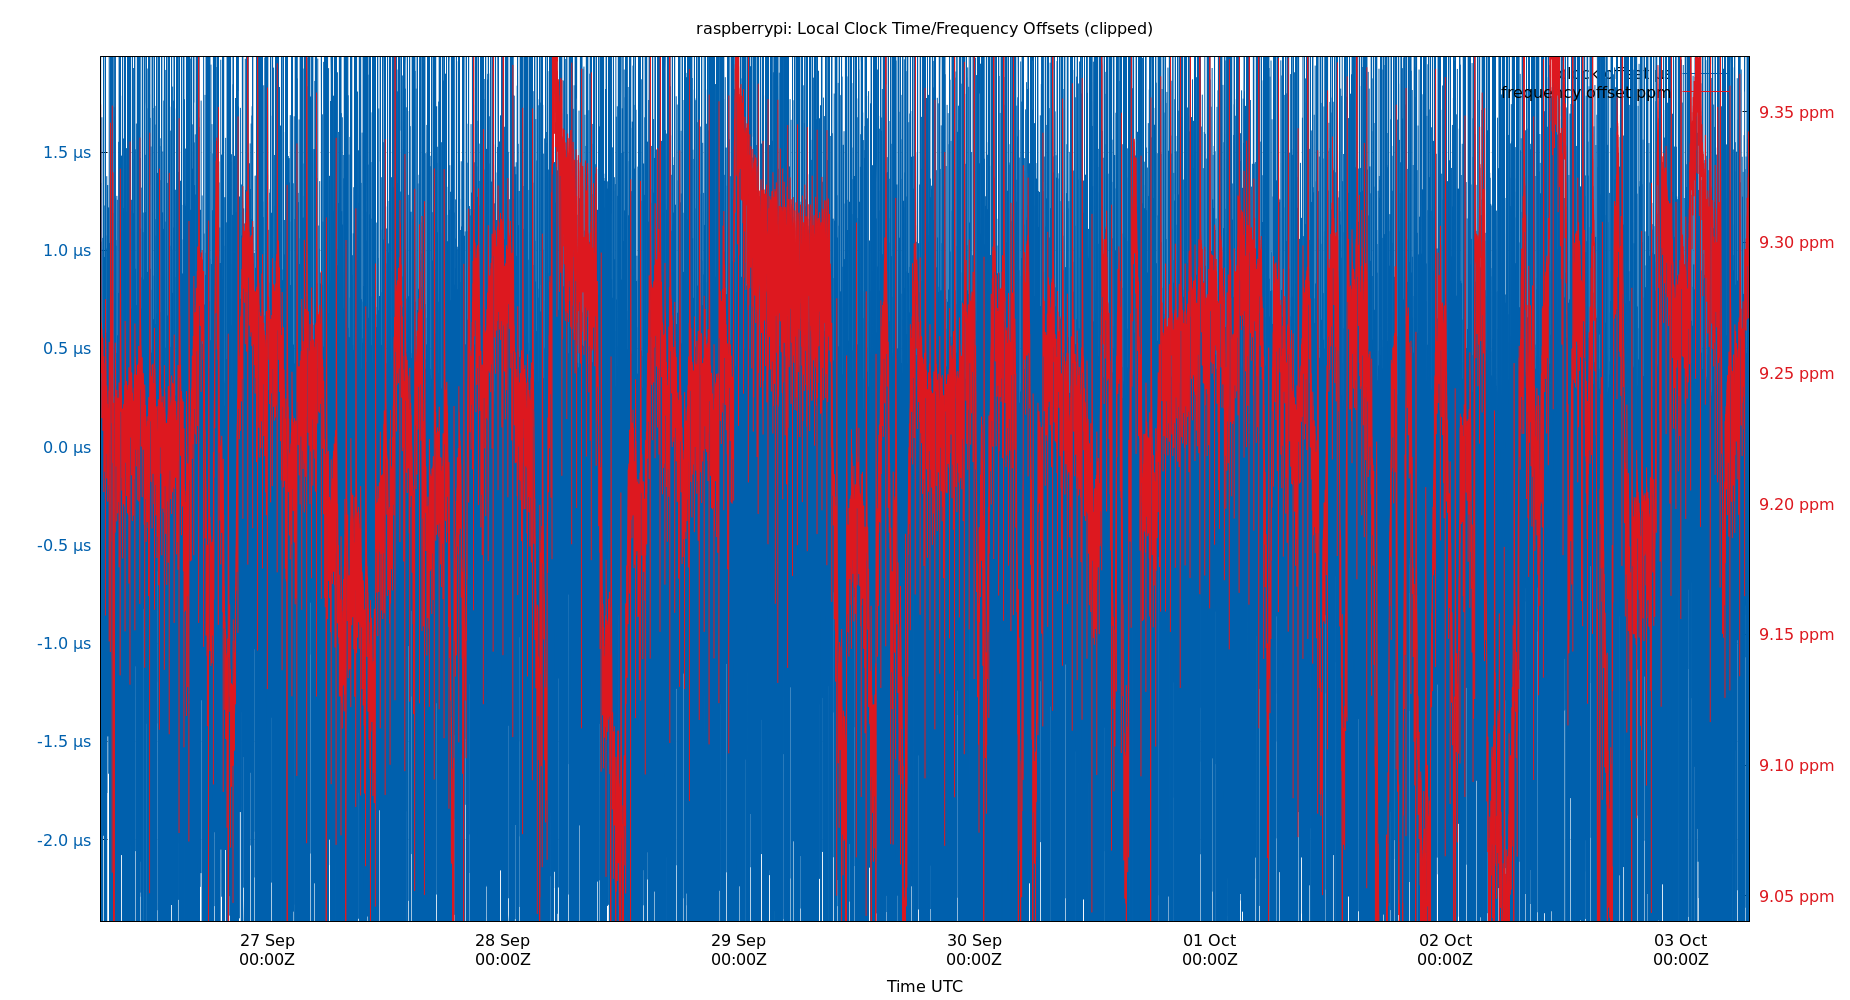 raspberrypi: Local Clock Time/Frequency Offsets (clipped)
clock offset μs
frequency offset ppm
1.5 μs
1.0 μs
0.5 μs
0.0 μs
-0.5 μs
-1.0 μs
-1.5 μs
-2.0 μs
9.35 ppm
9.30 ppm
9.25 ppm
9.20 ppm
9.15 ppm
9.10 ppm
9.05 ppm
27 Sep
00:00Z
28 Sep
00:00Z
29 Sep
00:00Z
30 Sep
00:00Z
01 Oct
00:00Z
02 Oct
00:00Z
03 Oct
00:00Z
Time UTC